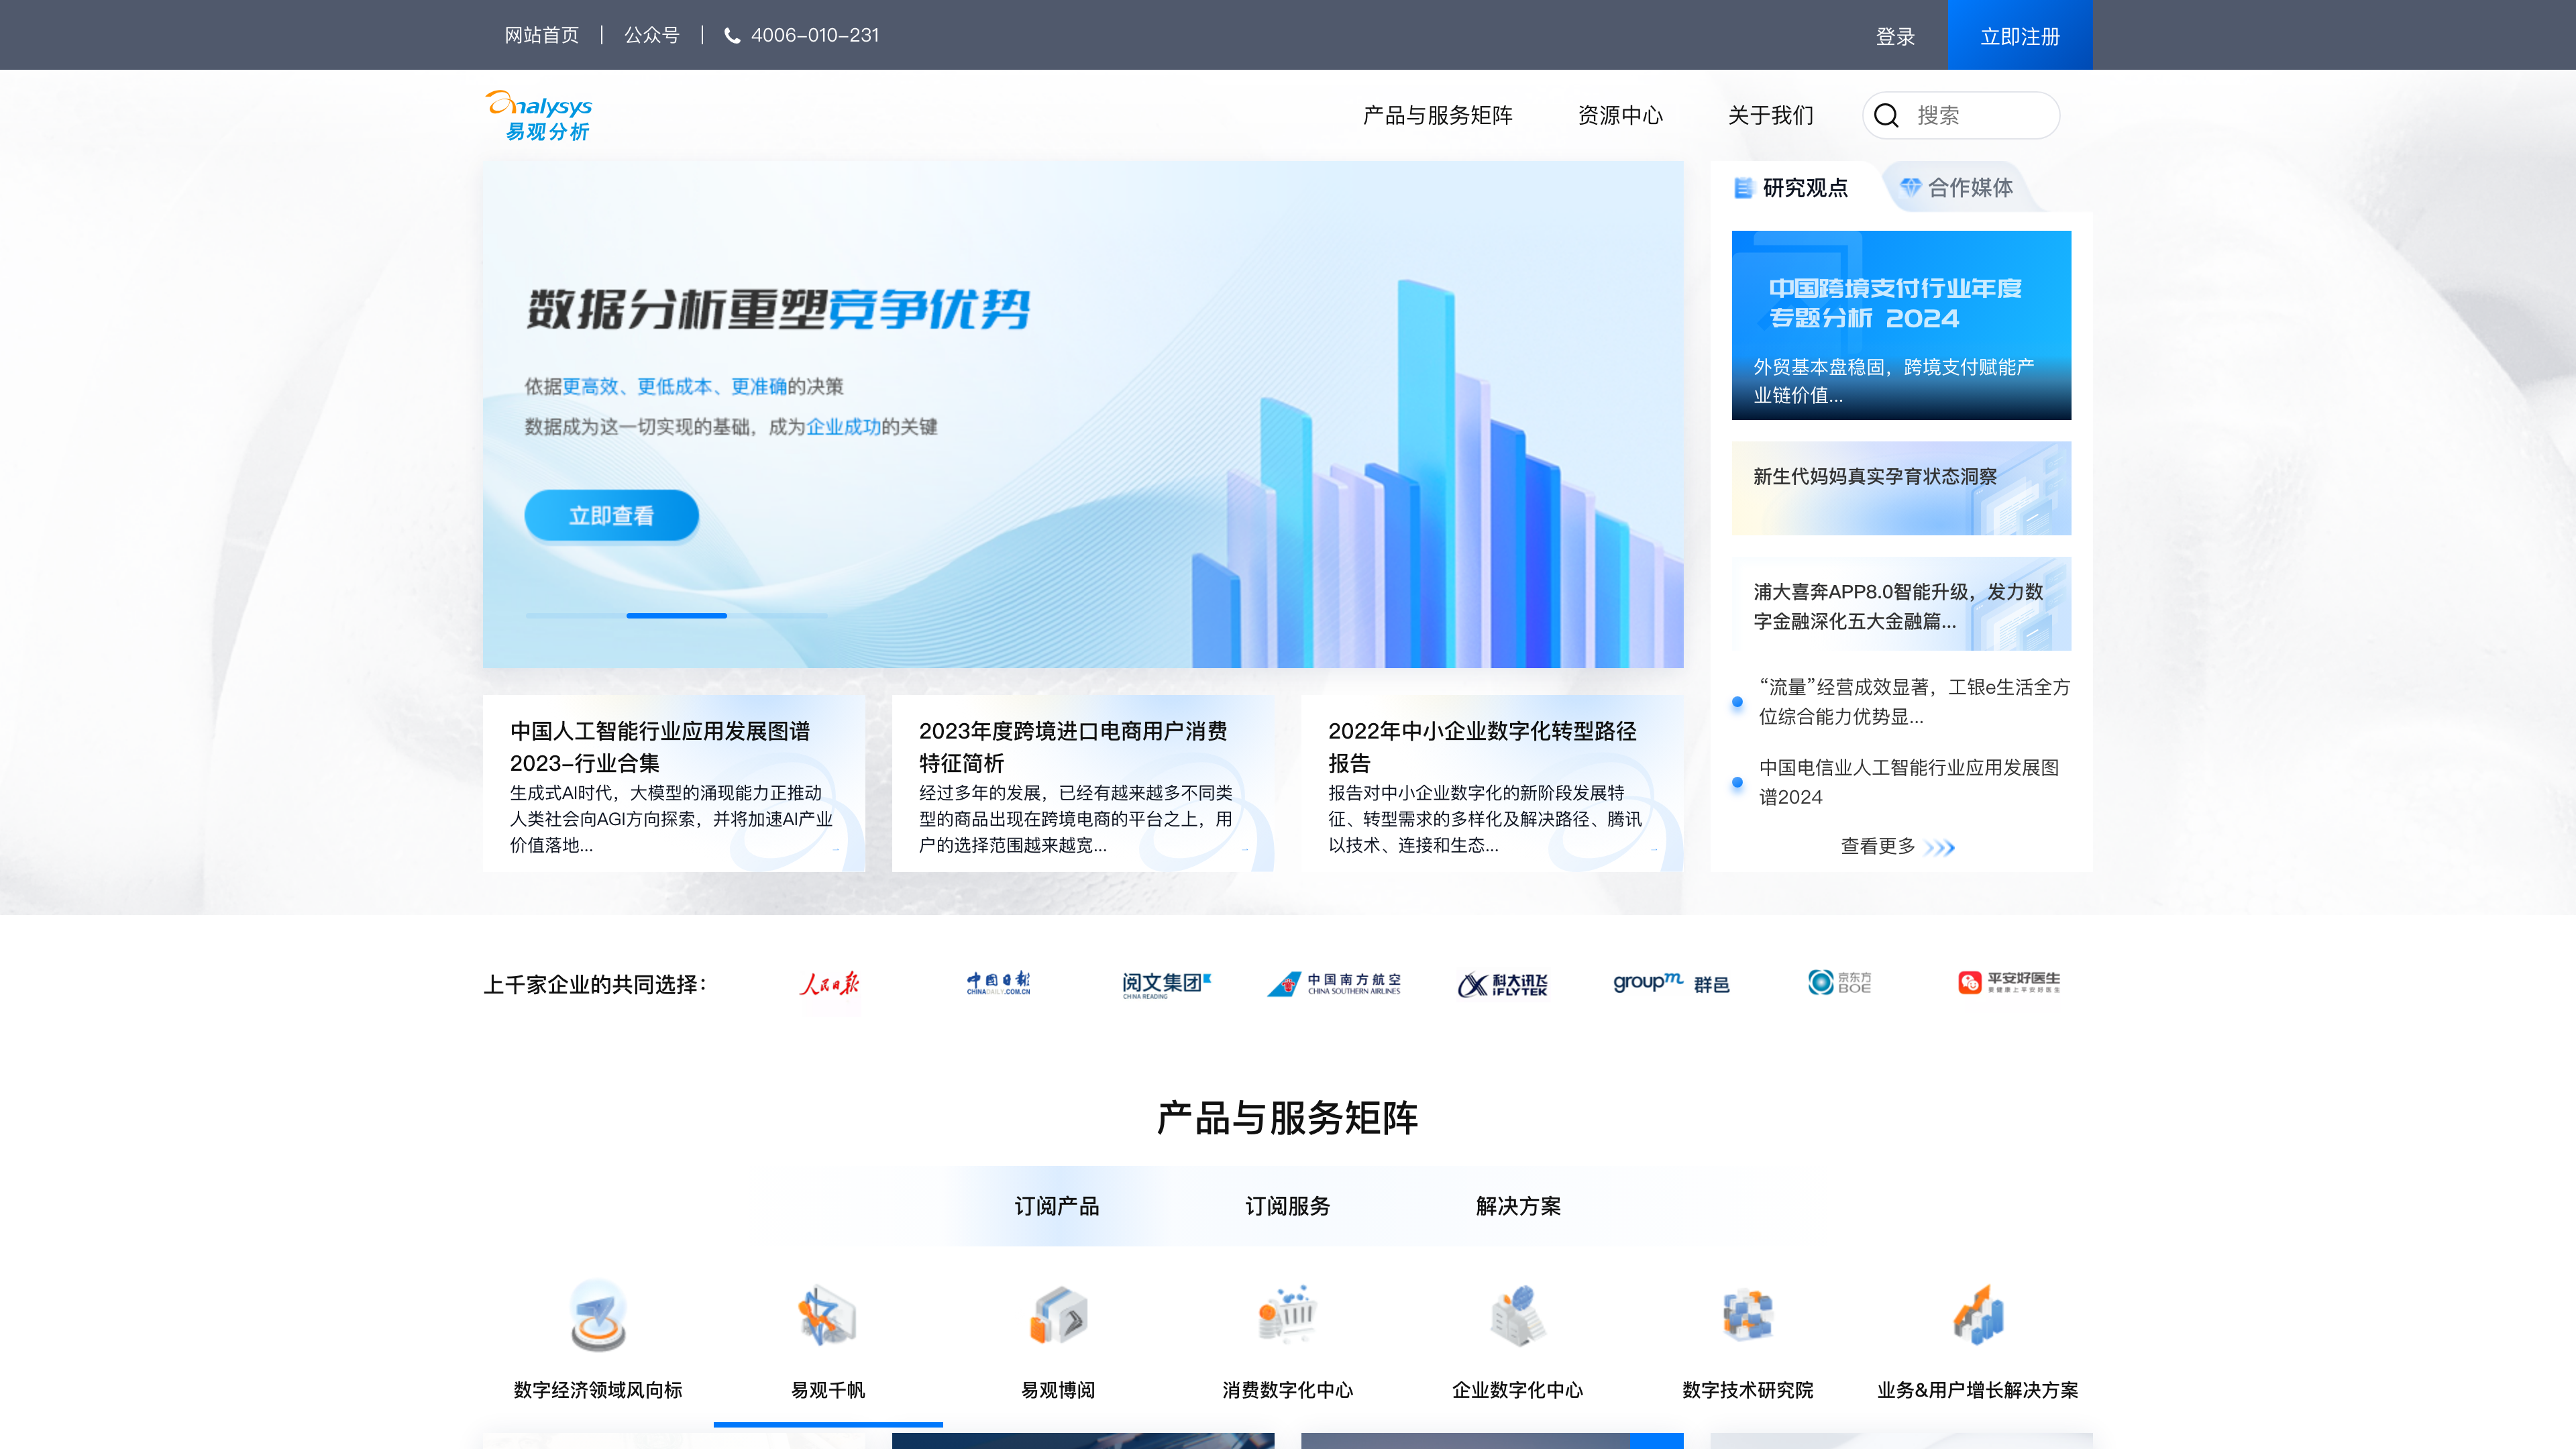 网站首页
公众号
4006-010-231
登录
立即注册
analysys
易观分析
产品与服务矩阵
资源中心
关于我们
搜索
数据分析重塑竞争优势
依据更高效、更低成本、更准确的决策
数据成为这一切实现的基础，成为企业成功的关键
立即查看
研究观点
合作媒体
中国跨境支付行业年度
专题分析 2024
外贸基本盘稳固，跨境支付赋能产
业链价值...
新生代妈妈真实孕育状态洞察
浦大喜奔APP8.0智能升级，发力数
字金融深化五大金融篇...
“流量”经营成效显著，工银e生活全方
位综合能力优势显...
中国电信业人工智能行业应用发展图
谱2024
查看更多
中国人工智能行业应用发展图谱
2023-行业合集
生成式AI时代，大模型的涌现能力正推动
人类社会向AGI方向探索，并将加速AI产业
价值落地...
2023年度跨境进口电商用户消费
特征简析
经过多年的发展，已经有越来越多不同类
型的商品出现在跨境电商的平台之上，用
户的选择范围越来越宽...
2022年中小企业数字化转型路径
报告
报告对中小企业数字化的新阶段发展特
征、转型需求的多样化及解决路径、腾讯
以技术、连接和生态...
上千家企业的共同选择：
人民日报
中国日报
CHINADAILY.COM.CN
阅文集团
CHINA READING
中国南方航空
CHINA SOUTHERN AIRLINES
科大讯飞
iFLYTEK
groupm 群邑
京东方
BOE
平安好医生
要健康上平安好医生
产品与服务矩阵
订阅产品
订阅服务
解决方案
数字经济领域风向标
易观千帆
易观博阅
消费数字化中心
企业数字化中心
数字技术研究院
业务&用户增长解决方案